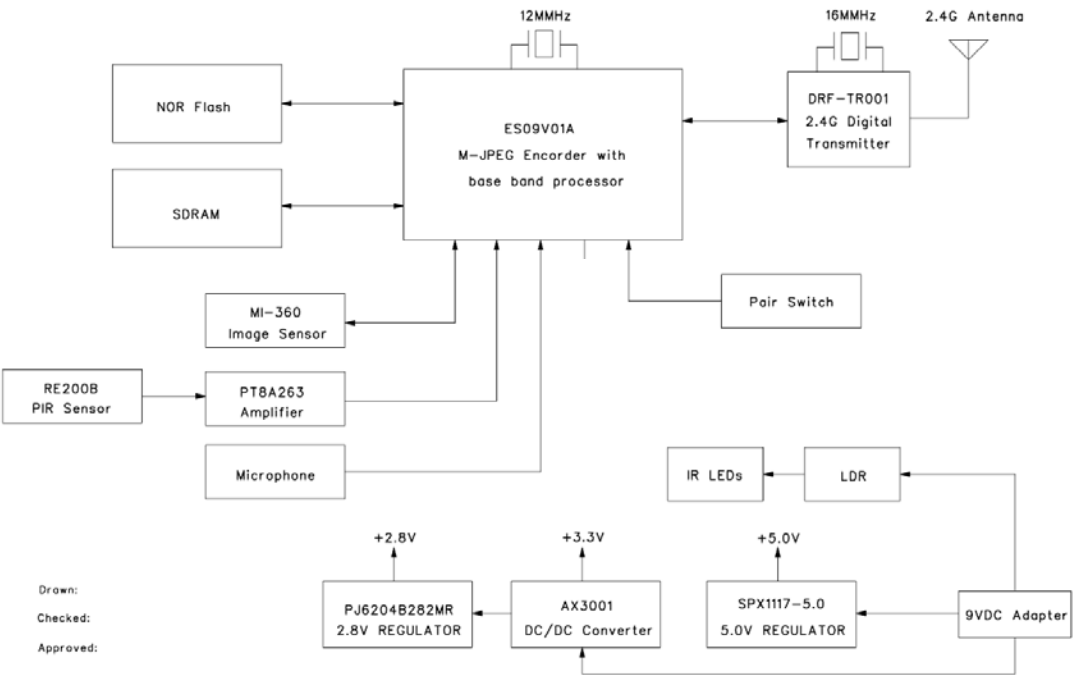 12MMHz
16MMHz
2.4G Antenna
NOR Flash
ES09V01A
M-JPEG Encorder with
base band processor
DRF-TR001
2.4G Digital
Transmitter
SDRAM
MI-360
Image Sensor
Pair Switch
RE200B
PIR Sensor
PT8A263
Amplifier
Microphone
IR LEDs
LDR
+2.8V
+3.3V
+5.0V
PJ6204B282MR
2.8V REGULATOR
AX3001
DC/DC Converter
SPX1117-5.0
5.0V REGULATOR
9VDC Adapter
Drawn:
Checked:
Approved: